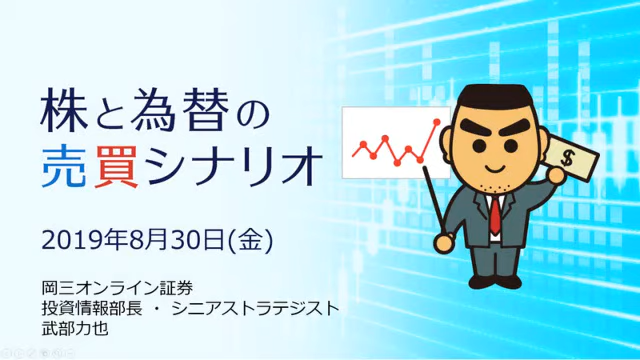 株と為替の
売買シナリオ
2019年8月30日(金)
岡三オンライン証券
投資情報部長 ・ シニアストラテジスト
武部力也
$